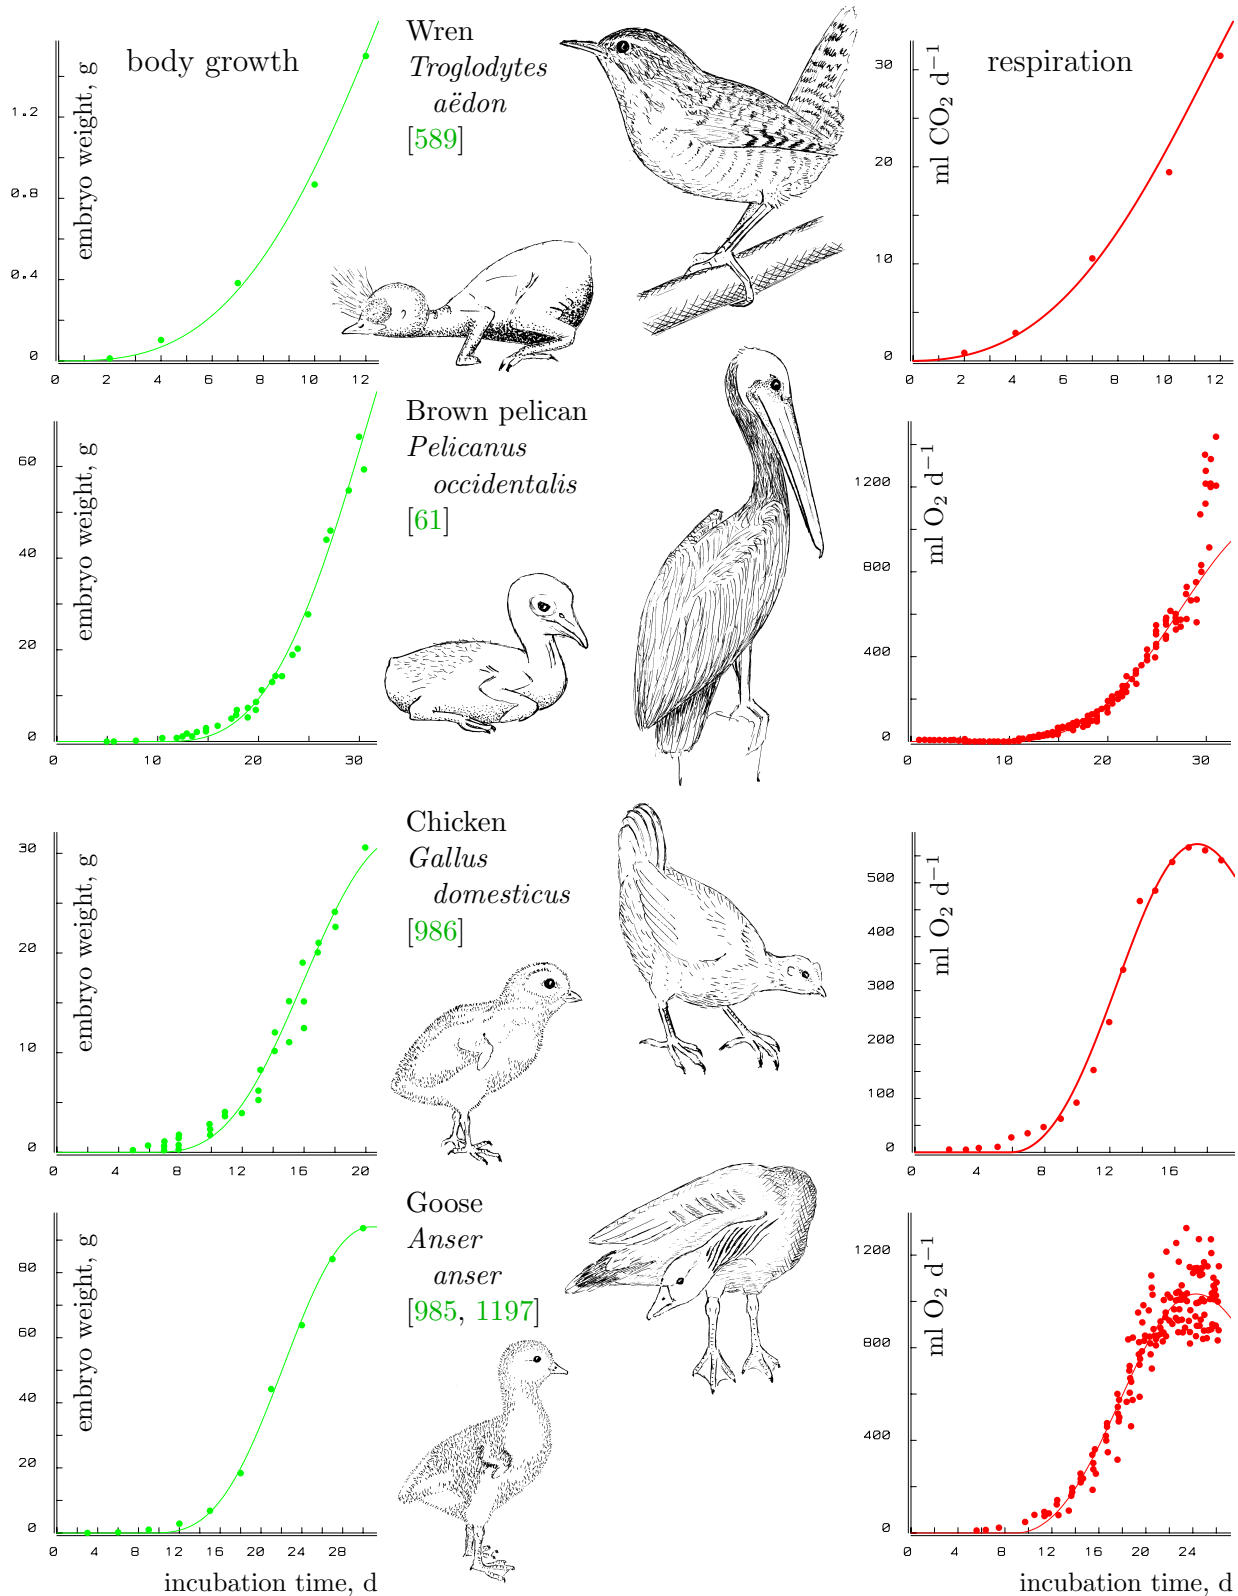 body growth
embryo weight, g
1.2
0.8
0.4
0
0 2 4 6 8 10 12
Wren
Troglodytes
aëdon
[589]
respiration
ml CO₂ d⁻¹
30
20
10
0
0 2 4 6 8 10 12
embryo weight, g
60
40
20
0
0 10 20 30
Brown pelican
Pelicanus
occidentalis
[61]
ml O₂ d⁻¹
1200
800
400
0
0 10 20 30
embryo weight, g
30
20
10
0
0 4 8 12 16 20
Chicken
Gallus
domesticus
[986]
ml O₂ d⁻¹
500
400
300
200
100
0
0 4 8 12 16
embryo weight, g
80
60
40
20
0
0 4 8 12 16 20 24 28
incubation time, d
Goose
Anser
anser
[985, 1197]
ml O₂ d⁻¹
1200
800
400
0
0 4 8 12 16 20 24
incubation time, d